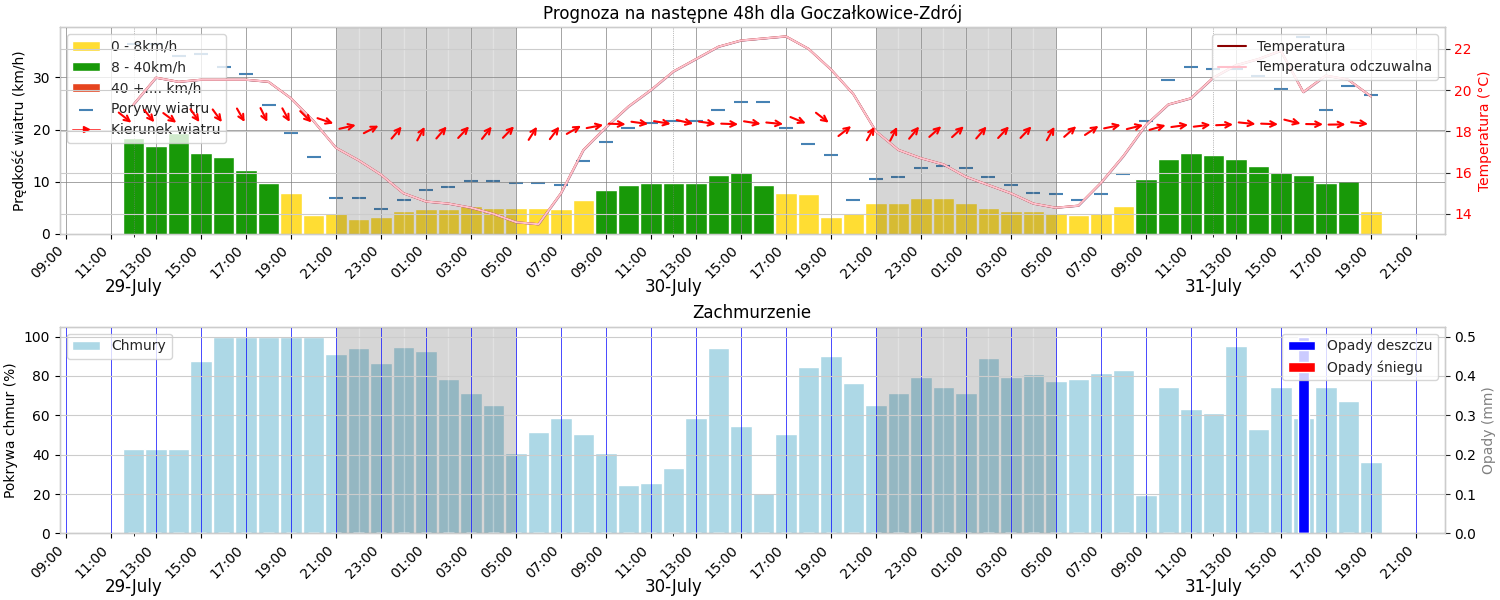 Prognoza na następne 48h dla Goczałkowice-Zdrój
Prędkość wiatru (km/h)
30
20
10
0
0 - 8km/h
8 - 40km/h
40 +.... km/h
Porywy wiatru
Kierunek wiatru
Temperatura
Temperatura odczuwalna
22
20
18
16
14
Temperatura (°C)
09:00 11:00 13:00 15:00 17:00 19:00 21:00 23:00 01:00 03:00 05:00 07:00 09:00 11:00 13:00 15:00 17:00 19:00 21:00 23:00 01:00 03:00 05:00 07:00 09:00 11:00 13:00 15:00 17:00 19:00 21:00
29-July 30-July 31-July
Zachmurzenie
Pokrywa chmur (%)
100
80
60
40
20
0
Chmury
Opady deszczu
Opady śniegu
0.5
0.4
0.3
0.2
0.1
0.0
Opady (mm)
09:00 11:00 13:00 15:00 17:00 19:00 21:00 23:00 01:00 03:00 05:00 07:00 09:00 11:00 13:00 15:00 17:00 19:00 21:00 23:00 01:00 03:00 05:00 07:00 09:00 11:00 13:00 15:00 17:00 19:00 21:00
29-July 30-July 31-July